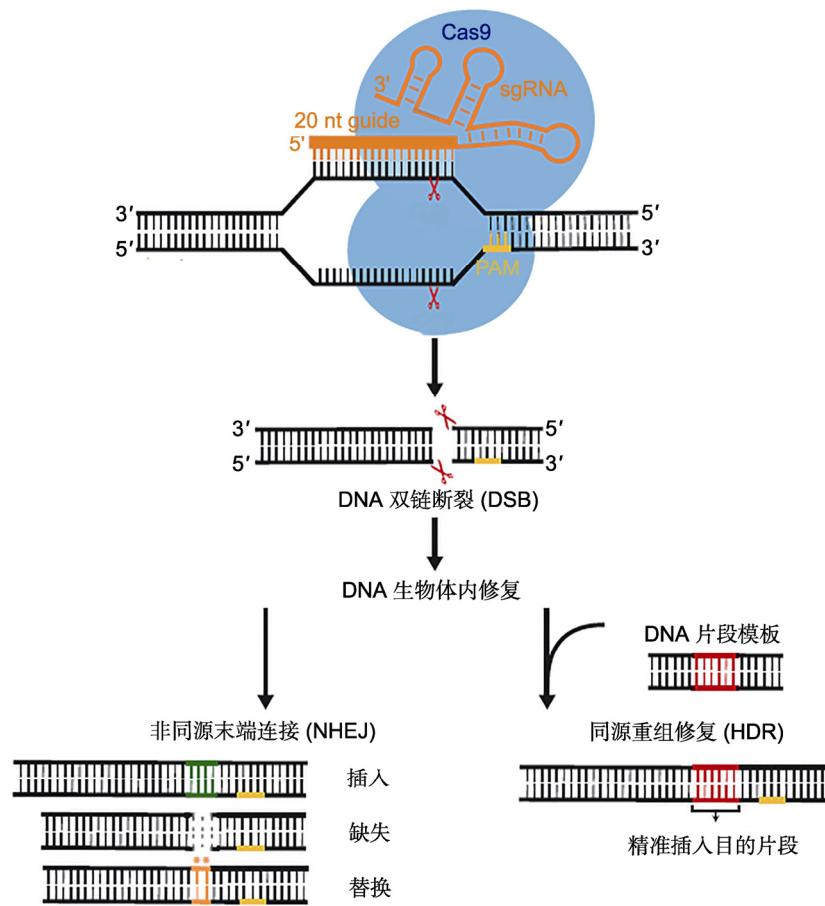 Cas9
3'
sgRNA
20 nt guide
5'
3′ 5′
5′ 3′
PAM
3′ 5′
5′ 3′
DNA 双链断裂 (DSB)
DNA 生物体内修复
DNA 片段模板
非同源末端连接 (NHEJ)
同源重组修复 (HDR)
插入
缺失
精准插入目的片段
**
替换